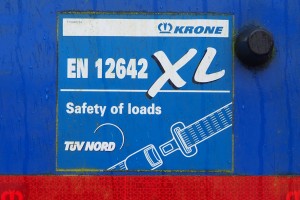 KRONE
EN 12642 XL
Safety of loads
TÜV NORD